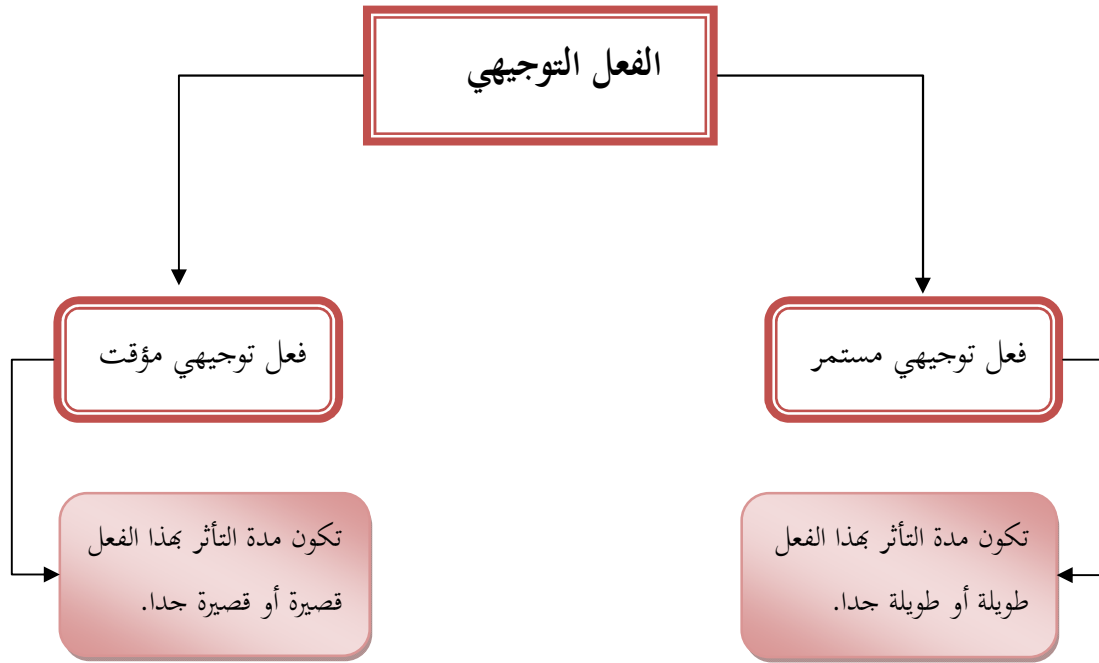 الفعل التوجيهي
فعل توجيهي مستمر
فعل توجيهي مؤقت
تكون مدة التأثر بهذا الفعل
طويلة أو طويلة جدا.
تكون مدة التأثر بهذا الفعل
قصيرة أو قصيرة جدا.